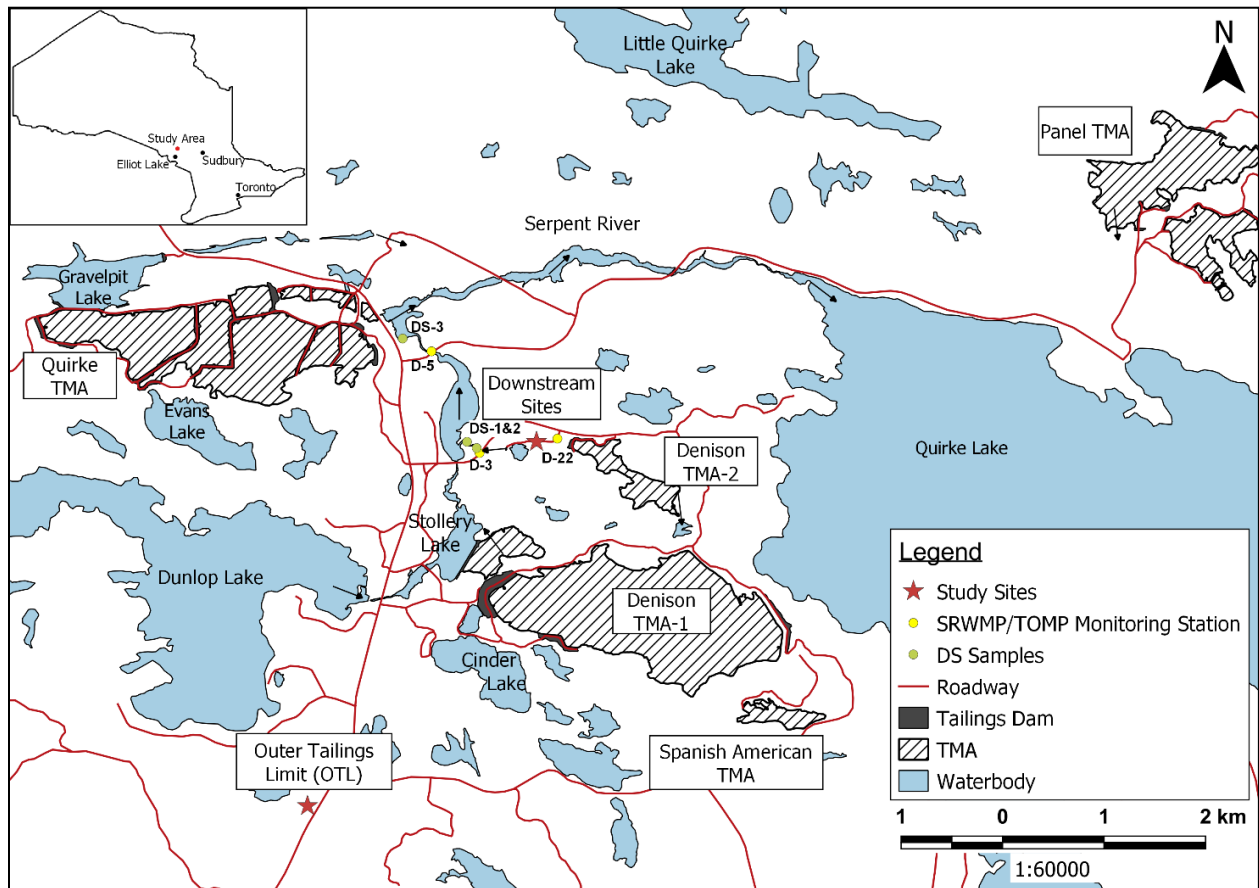 Little Quirke
Lake
N
Panel TMA
Study Area
Elliot Lake
Sudbury
Toronto
Serpent River
Gravelpit
Lake
DS-3
D-5
Quirke
TMA
Downstream
Sites
Evans
Lake
DS-1&2
D-3
D-22
Denison
TMA-2
Quirke Lake
Stollery
Lake
Dunlop Lake
Denison
TMA-1
Cinder
Lake
Outer Tailings
Limit (OTL)
Spanish American
TMA
Legend
Study Sites
SRWMP/TOMP Monitoring Station
DS Samples
Roadway
Tailings Dam
TMA
Waterbody
1 0 1 2 km
1:60000